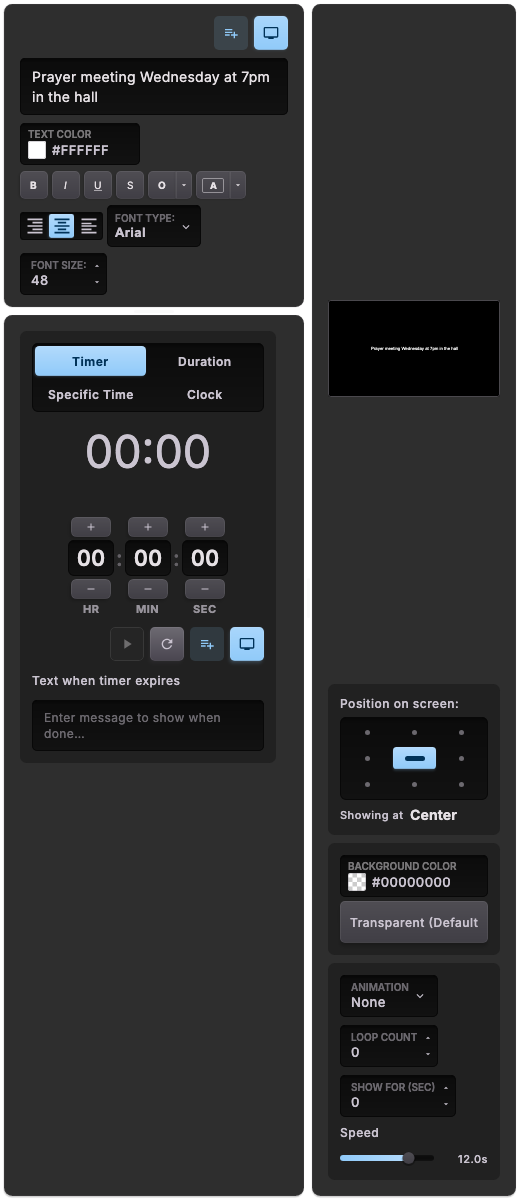 Prayer meeting Wednesday at 7pm
in the hall
TEXT COLOR
#FFFFFF
B I U S O A
FONT TYPE:
Arial
FONT SIZE:
48
Timer Duration
Specific Time Clock
00:00
+ + +
00 : 00 : 00
− − −
HR MIN SEC
Text when timer expires
Enter message to show when
done...
Prayer meeting Wednesday at 7pm in the hall
Position on screen:
Showing at Center
BACKGROUND COLOR
#00000000
Transparent (Default
ANIMATION
None
LOOP COUNT
0
SHOW FOR (SEC)
0
Speed
12.0s